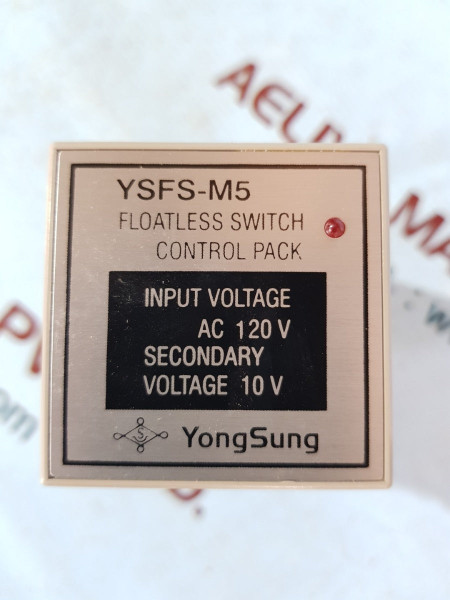 YSFS-M5
FLOATLESS SWITCH
CONTROL PACK
INPUT VOLTAGE
AC 120 V
SECONDARY
VOLTAGE 10 V
S
YongSung